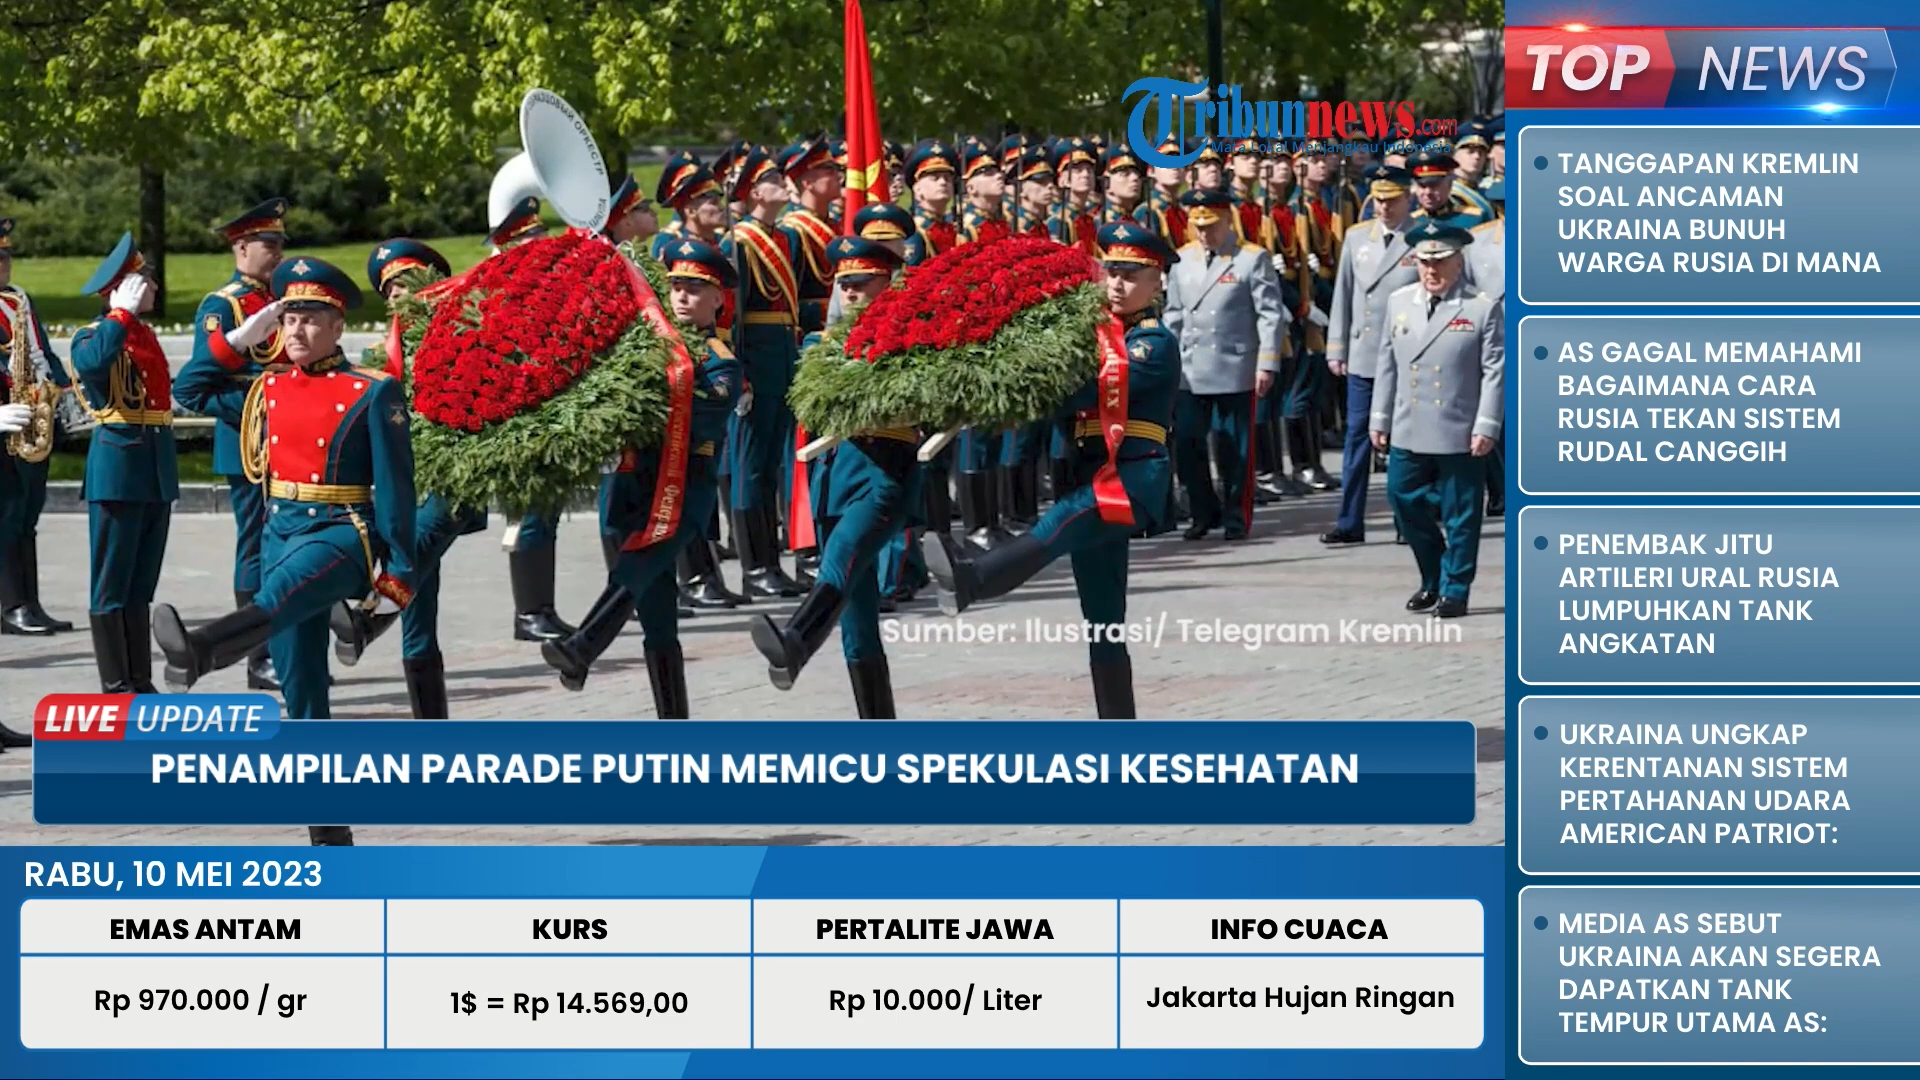 Tribunnews.com
Mata Lokal Menjangkau Indonesia
Sumber: Ilustrasi/ Telegram Kremlin
LIVE UPDATE
PENAMPILAN PARADE PUTIN MEMICU SPEKULASI KESEHATAN
RABU, 10 MEI 2023
EMAS ANTAM
KURS
PERTALITE JAWA
INFO CUACA
Rp 970.000 / gr
1$ = Rp 14.569,00
Rp 10.000/ Liter
Jakarta Hujan Ringan
TOP NEWS
TANGGAPAN KREMLIN
SOAL ANCAMAN
UKRAINA BUNUH
WARGA RUSIA DI MANA
AS GAGAL MEMAHAMI
BAGAIMANA CARA
RUSIA TEKAN SISTEM
RUDAL CANGGIH
PENEMBAK JITU
ARTILERI URAL RUSIA
LUMPUHKAN TANK
ANGKATAN
UKRAINA UNGKAP
KERENTANAN SISTEM
PERTAHANAN UDARA
AMERICAN PATRIOT:
MEDIA AS SEBUT
UKRAINA AKAN SEGERA
DAPATKAN TANK
TEMPUR UTAMA AS: